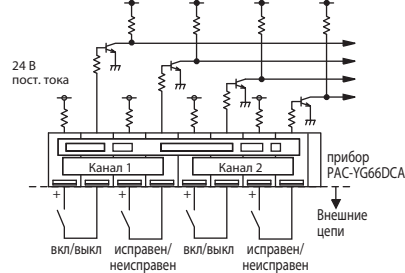 24 В
пост. тока
Канал 1
Канал 2
прибор
PAC-YG66DCA
+
+
+
+
Внешние
цепи
вкл/выкл
исправен/
неисправен
вкл/выкл
исправен/
неисправен